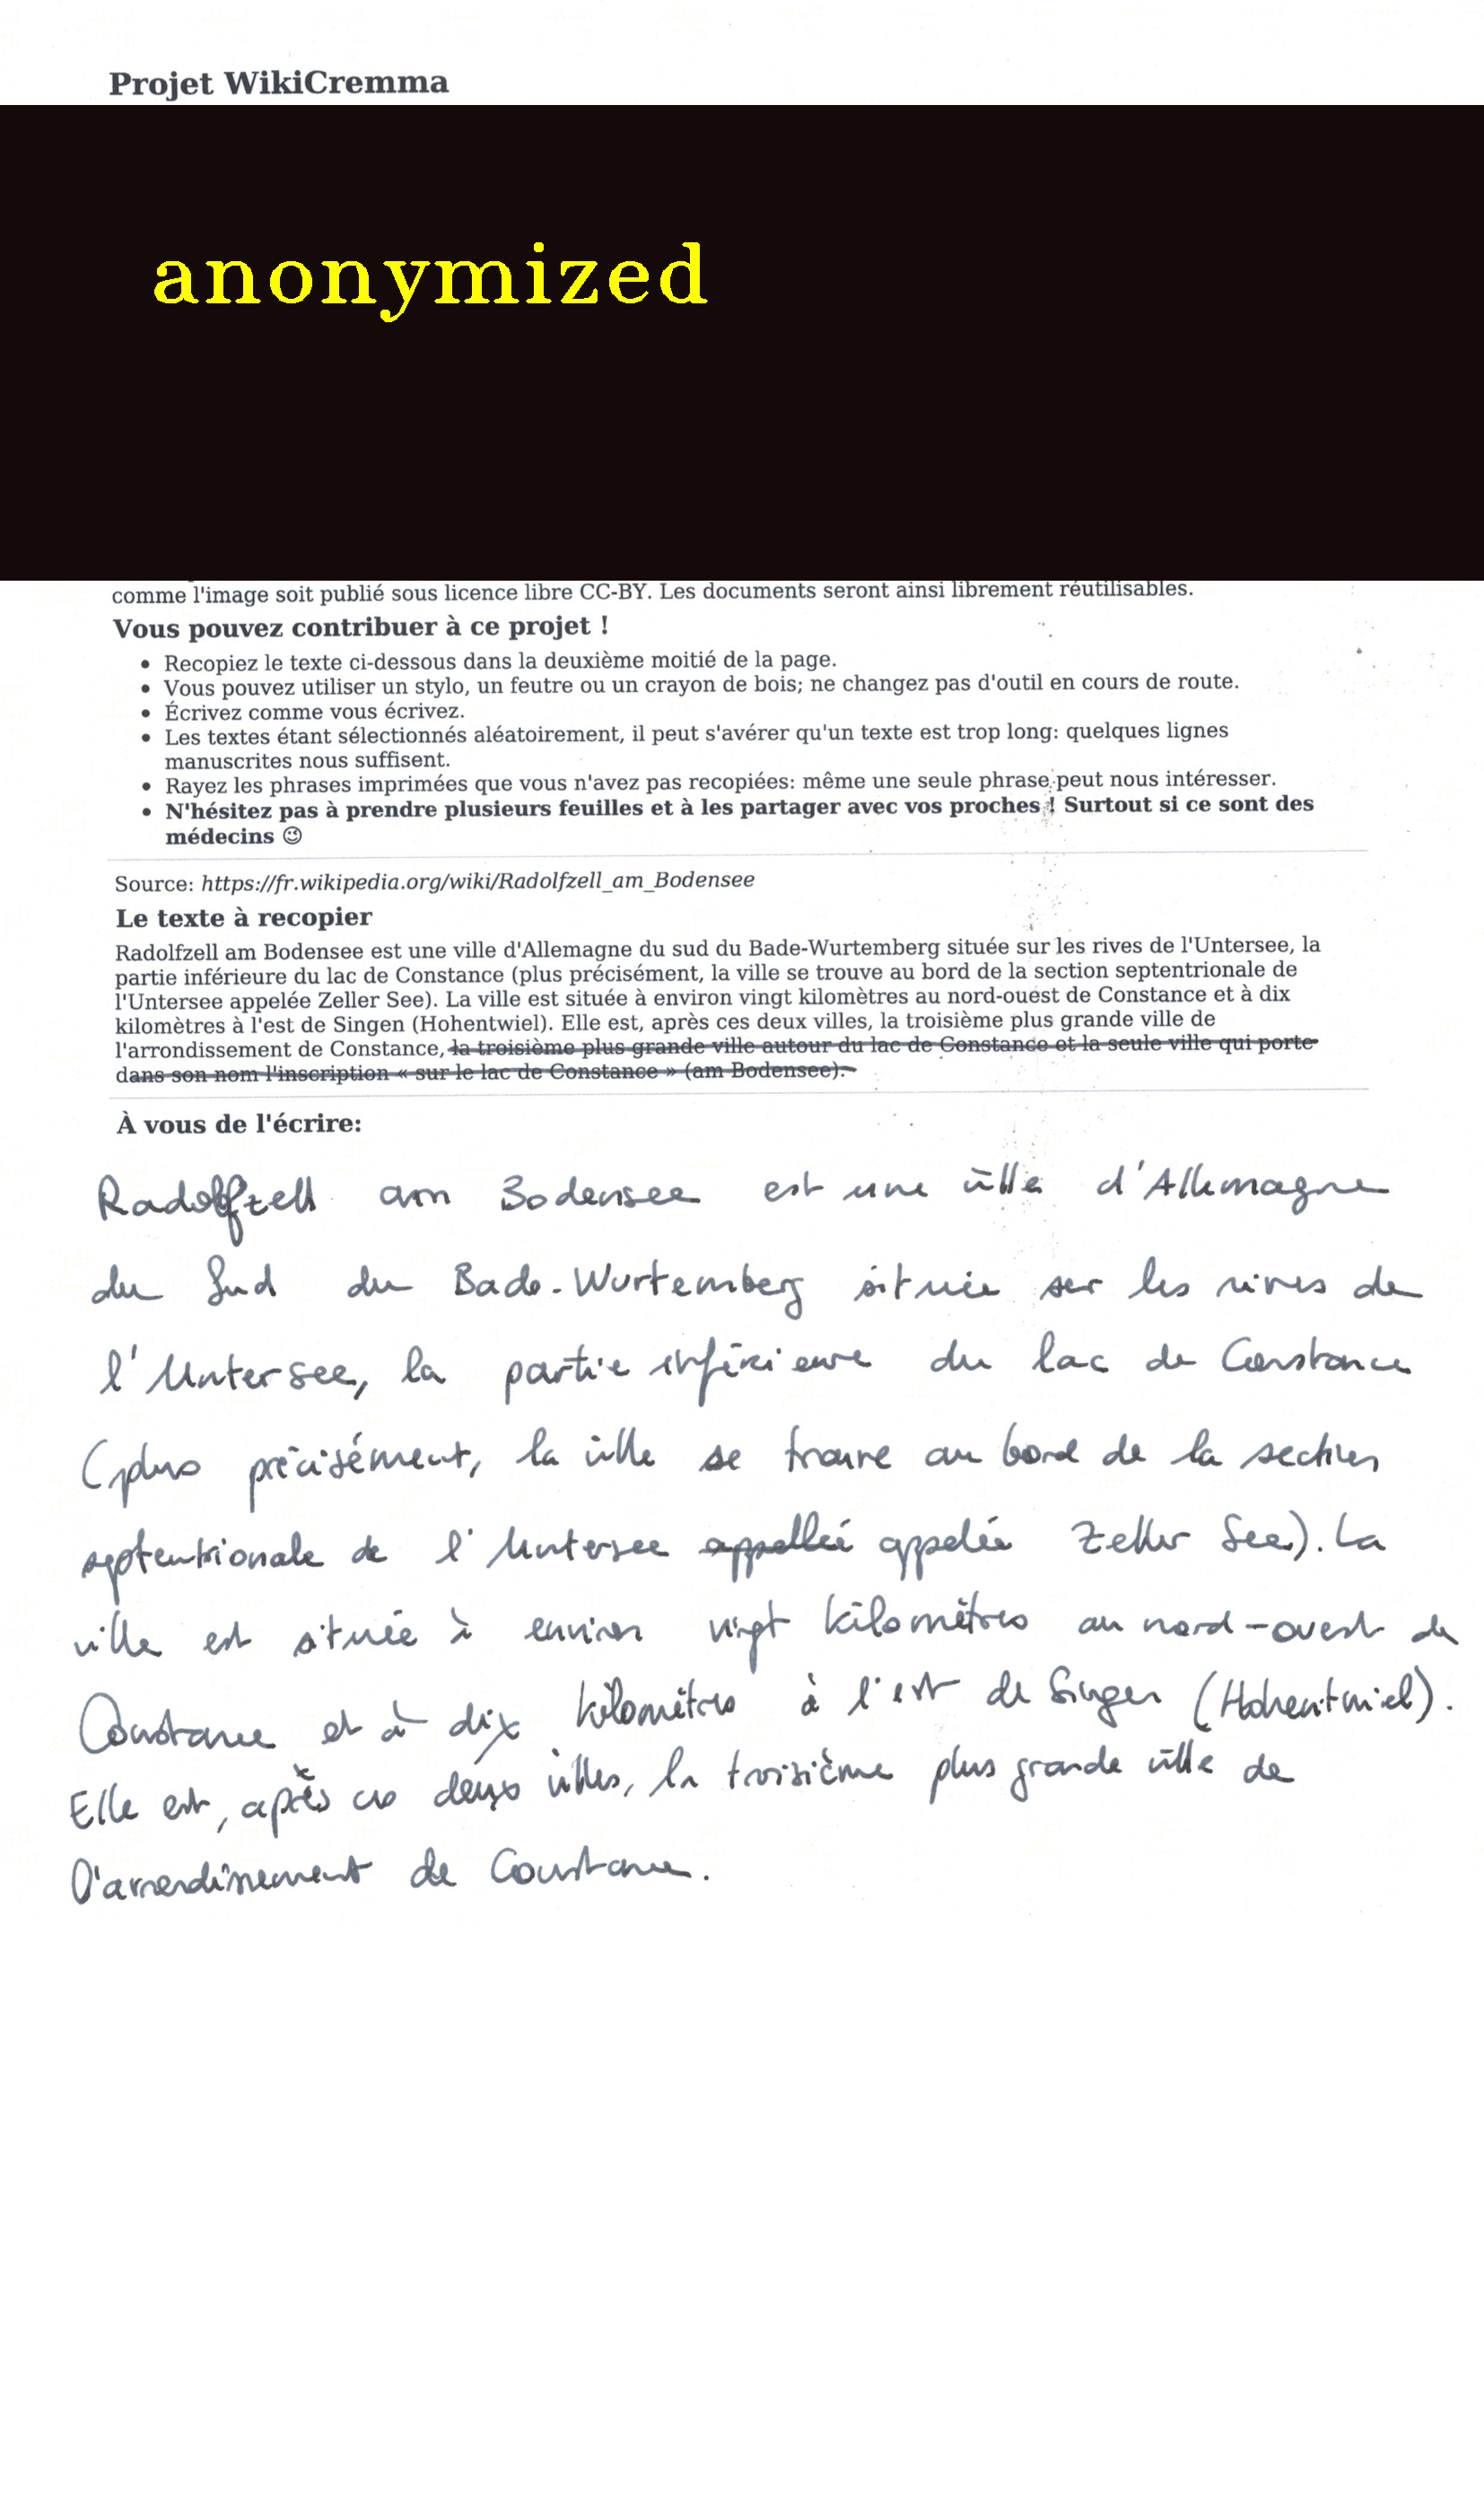 Projet WikiCremma
anonymized
comme l'image soit publié sous licence libre CC-BY. Les documents seront ainsi librement réutilisables.
Vous pouvez contribuer à ce projet !
• Recopiez le texte ci-dessous dans la deuxième moitié de la page.
• Vous pouvez utiliser un stylo, un feutre ou un crayon de bois; ne changez pas d'outil en cours de route.
• Écrivez comme vous écrivez.
• Les textes étant sélectionnés aléatoirement, il peut s'avérer qu'un texte est trop long: quelques lignes
manuscrites nous suffisent.
• Rayez les phrases imprimées que vous n'avez pas recopiées: même une seule phrase peut nous intéresser.
• N'hésitez pas à prendre plusieurs feuilles et à les partager avec vos proches ! Surtout si ce sont des
médecins 😉
Source: https://fr.wikipedia.org/wiki/Radolfzell_am_Bodensee
Le texte à recopier
Radolfzell am Bodensee est une ville d'Allemagne du sud du Bade-Wurtemberg située sur les rives de l'Untersee, la
partie inférieure du lac de Constance (plus précisément, la ville se trouve au bord de la section septentrionale de
l'Untersee appelée Zeller See). La ville est située à environ vingt kilomètres au nord-ouest de Constance et à dix
kilomètres à l'est de Singen (Hohentwiel). Elle est, après ces deux villes, la troisième plus grande ville de
l'arrondissement de Constance, la troisième plus grande ville autour du lac de Constance et la seule ville qui porte
dans son nom l'inscription « sur le lac de Constance » (am Bodensee).
À vous de l'écrire:
Radolfzell am Bodensee est une ville d'Allemagne
du Sud du Bade-Wurtemberg située sur les rives de
l'Untersee, la partie inférieure du lac de Constance
(plus précisément, la ville se trouve au bord de la section
septentrionale de l'Untersee appellée appelée Zeller See). La
ville est située à environ vingt kilomètres au nord-ouest de
Constance et à dix kilomètres à l'est de Singen (Hohentwiel).
Elle est, après ces deux villes, la troisième plus grande ville de
l'arrondissement de Constance.